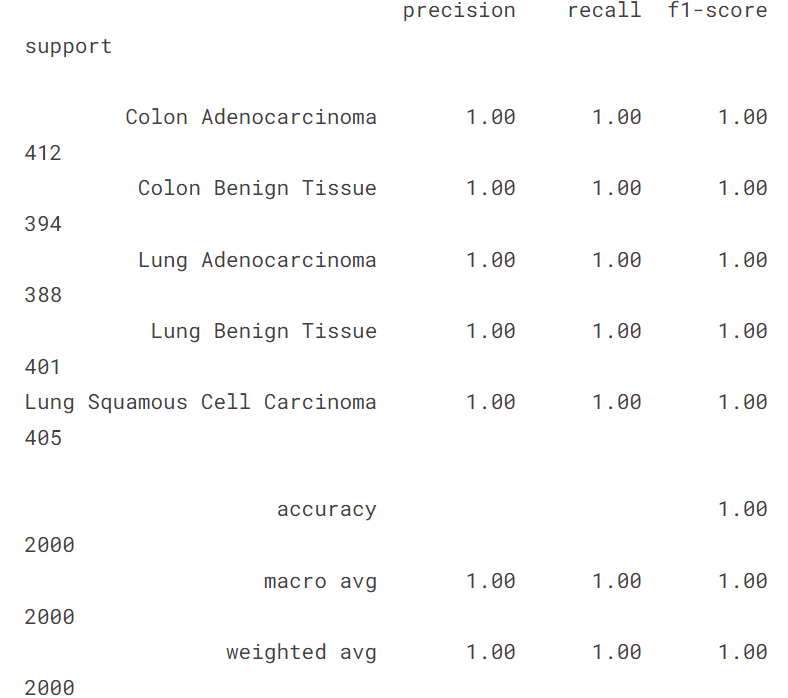 precision recall f1-score
support
Colon Adenocarcinoma 1.00 1.00 1.00
412
Colon Benign Tissue 1.00 1.00 1.00
394
Lung Adenocarcinoma 1.00 1.00 1.00
388
Lung Benign Tissue 1.00 1.00 1.00
401
Lung Squamous Cell Carcinoma 1.00 1.00 1.00
405
accuracy 1.00
2000
macro avg 1.00 1.00 1.00
2000
weighted avg 1.00 1.00 1.00
2000